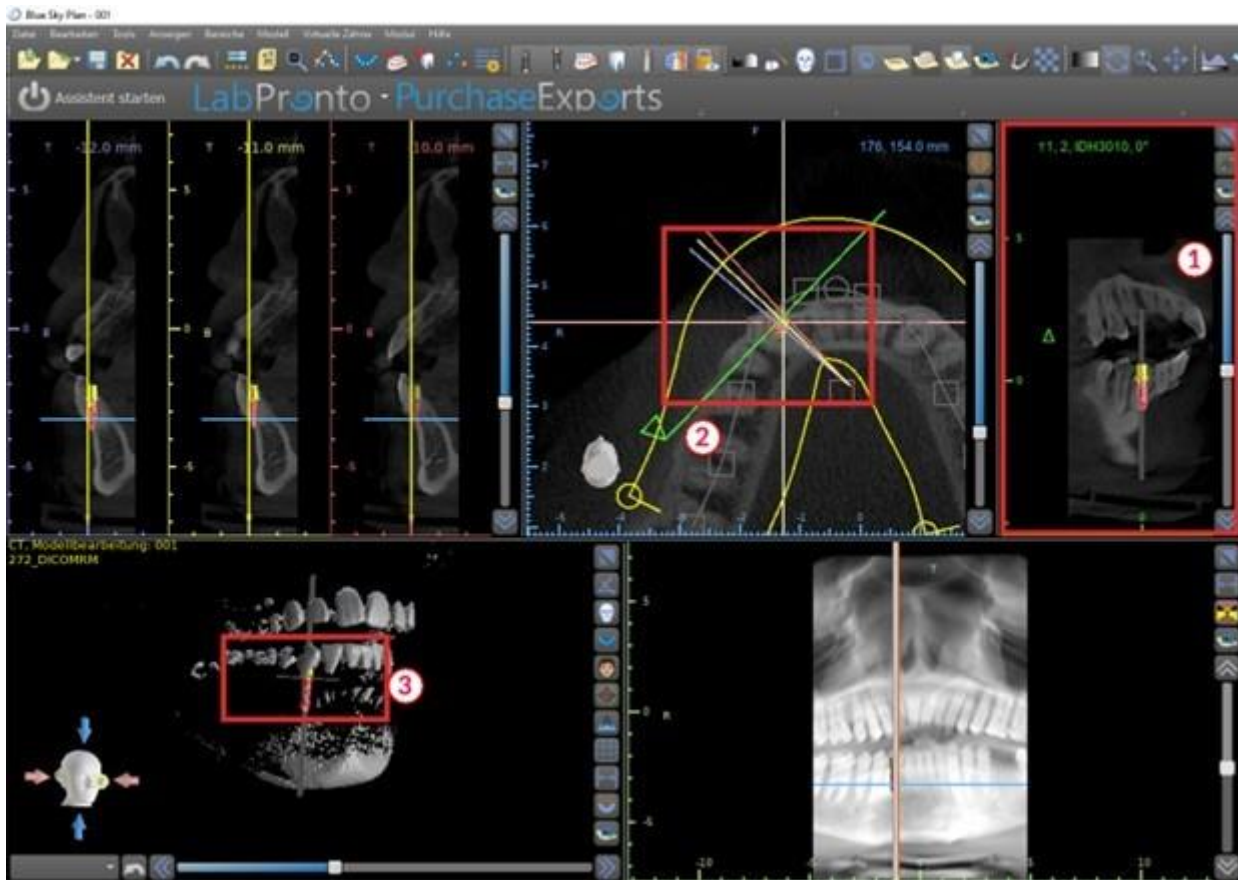 Blue Sky Plan - 001
Datei Bearbeiten Tools Anzeigen Bereiche Modell Virtuelle Zähne Modul Hilfe
Assistent starten LabPronto - PurchaseExports
T -12.0 mm T -11.0 mm T -10.0 mm
176, 154.0 mm
2, IDH3010, 0°
1
2
CT, Modellbearbeitung: 001
272_DICOMRM
3